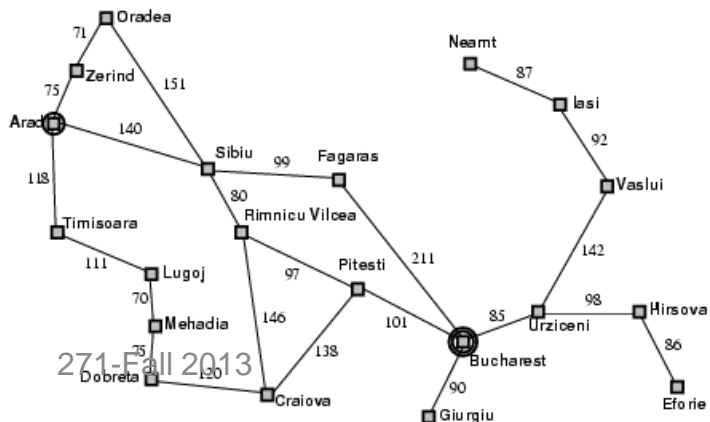 71 Oradea
Neamt
87
Zerind
75
151
Iasi
Arad
140
92
Sibiu
99
Fagaras
118
80
Vaslui
Timisoara
Rimnicu Vilcea
111
Lugoj
97
Pitesti
211
142
70
98
Hirsova
85
146
101
Urziceni
Mehadia
138
86
75
Bucharest
271-Fall 2013
120
Dobreta
90
Craiova
Eforie
Giurgiu